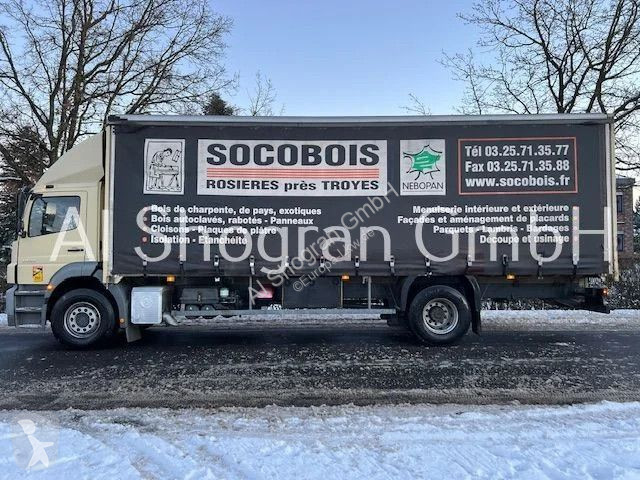 SOCOBOIS
ROSIERES près TROYES
NEBOPAN
Tél 03.25.71.35.77
Fax 03.25.71.35.88
www.socobois.fr
Bois de charpente, de pays, exotiques
Bois autoclavés, rabotés - Panneaux
Cloisons - Plaques de plâtre
Isolation - Etanchéité
Menuiserie intérieure et extérieure
Façades et aménagement de placards
Parquets - Lambris - Bardages
Découpe et usinage
Al Shogran GmbH
Al Shogran GmbH